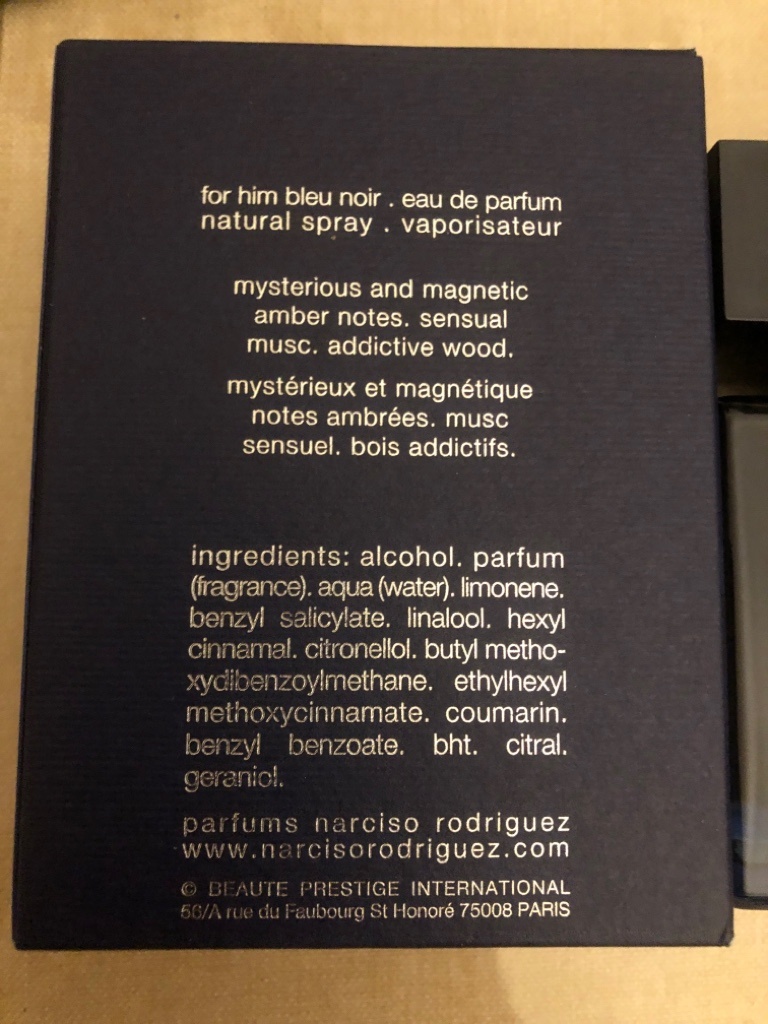 for him bleu noir . eau de parfum
natural spray . vaporisateur
mysterious and magnetic
amber notes. sensual
musc. addictive wood.
mystérieux et magnétique
notes ambrées. musc
sensuel. bois addictifs.
ingredients: alcohol. parfum
(fragrance). aqua (water). limonene.
benzyl salicylate. linalool. hexyl
cinnamal. citronellol. butyl metho-
xydibenzoylmethane. ethylhexyl
methoxycinnamate. coumarin.
benzyl benzoate. bht. citral.
geraniol.
parfums narciso rodriguez
www.narcisorodriguez.com
© BEAUTE PRESTIGE INTERNATIONAL
56/A rue du Faubourg St Honoré 75008 PARIS